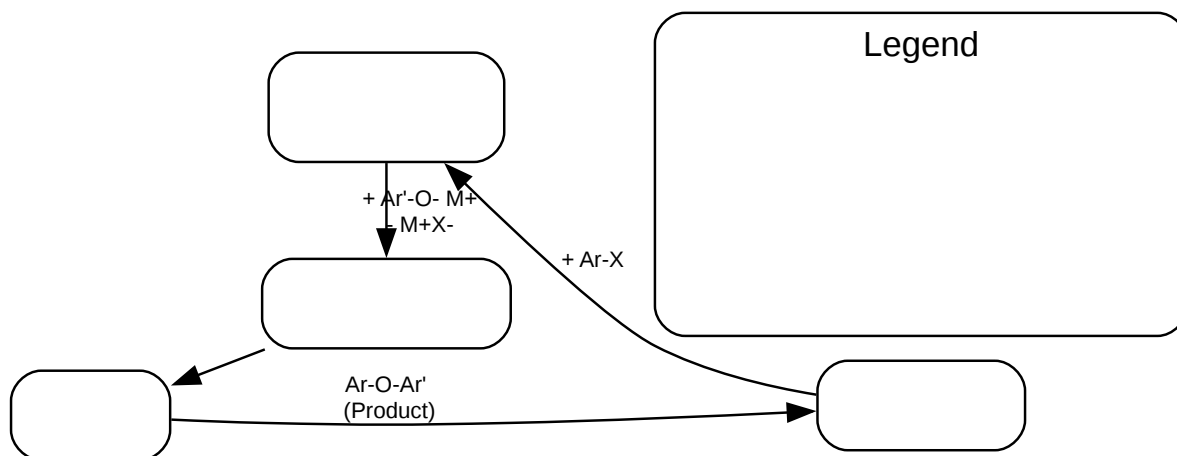 Legend
+ Ar'-O- M+
- M+X-
+ Ar-X
Ar-O-Ar'
(Product)